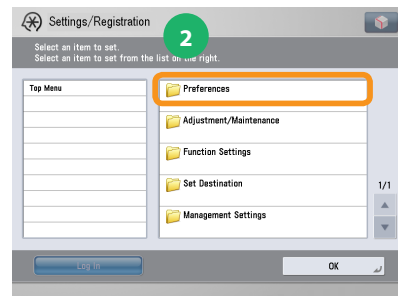 Settings/Registration
2
Select an item to set.
Select an item to set from the list on the right.
Top Menu
Preferences
Adjustment/Maintenance
Function Settings
Set Destination
Management Settings
1/1
Log In
OK